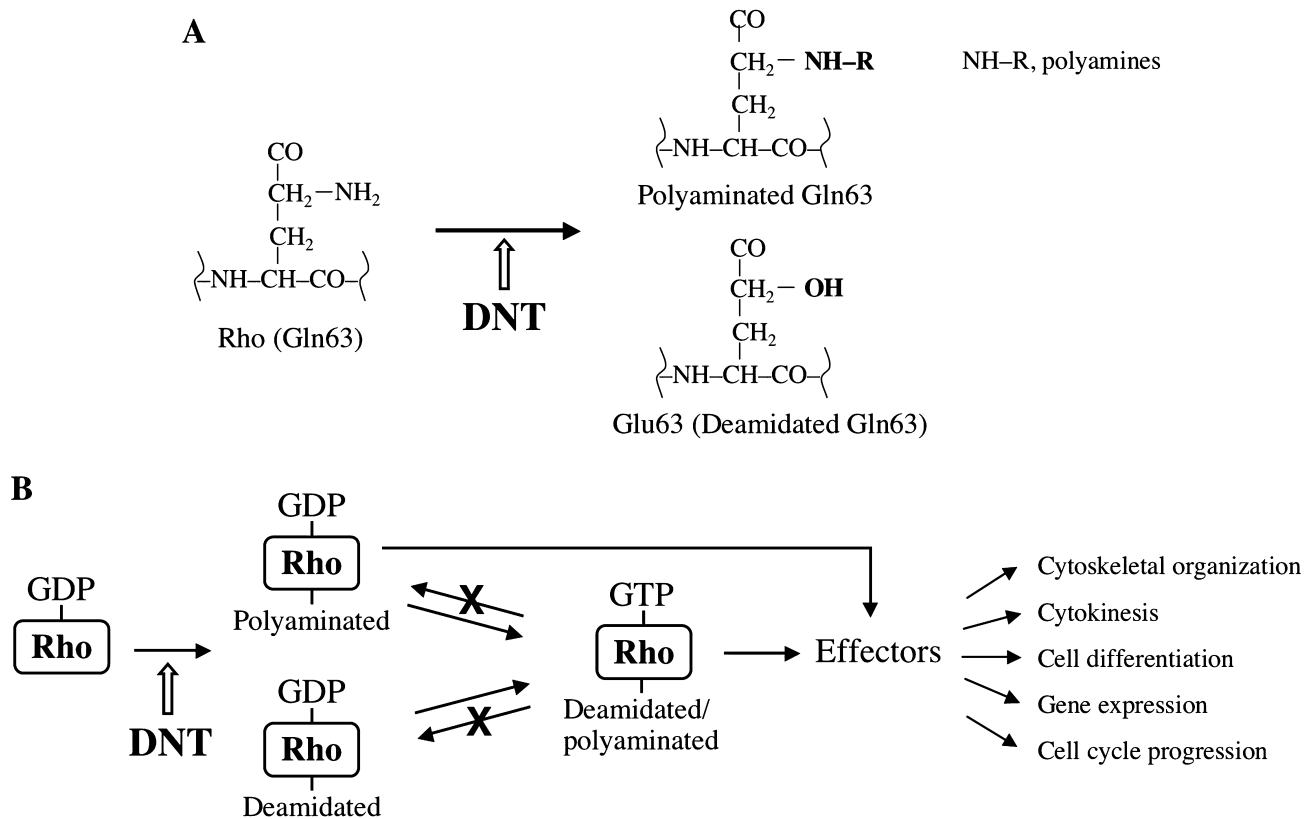 A
CO
CH2–NH2
CH2
NH–CH–CO
Rho (Gln63)
DNT
CO
CH2– NH–R
CH2
NH–CH–CO
Polyaminated Gln63
NH–R, polyamines
CO
CH2– OH
CH2
NH–CH–CO
Glu63 (Deamidated Gln63)
B
GDP
Rho
DNT
GDP
Rho
Polyaminated
GDP
Rho
Deamidated
X
X
GTP
Rho
Deamidated/
polyaminated
Effectors
Cytoskeletal organization
Cytokinesis
Cell differentiation
Gene expression
Cell cycle progression